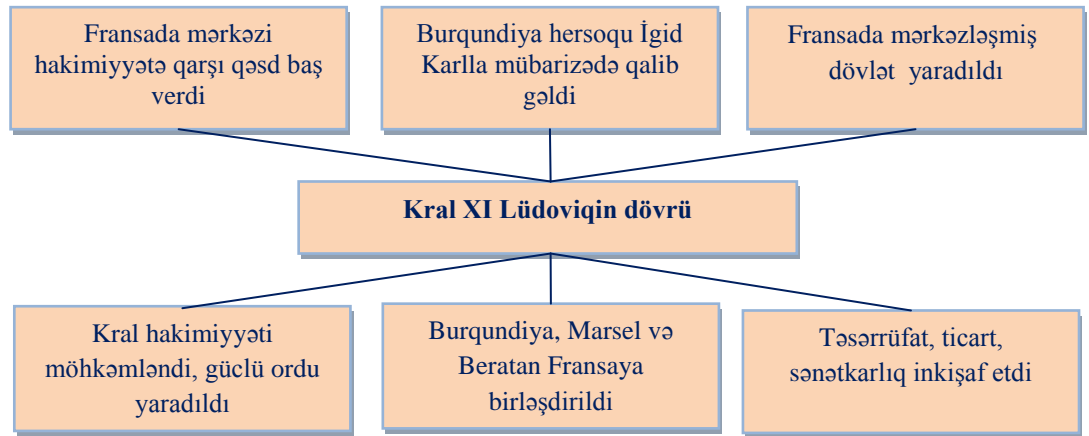 Fransada mərkəzi
hakimiyyətə qarşı qəsd baş
verdi
Burqundiya hersoqu İgid
Karlla mübarizədə qalib
gəldi
Fransada mərkəzləşmiş
dövlət yaradıldı
Kral XI Lüdoviqin dövrü
Kral hakimiyyəti
möhkəmləndi, güclü ordu
yaradıldı
Burqundiya, Marsel və
Beratan Fransaya
birləşdirildi
Təsərrüfat, ticart,
sənətkarlıq inkişaf etdi